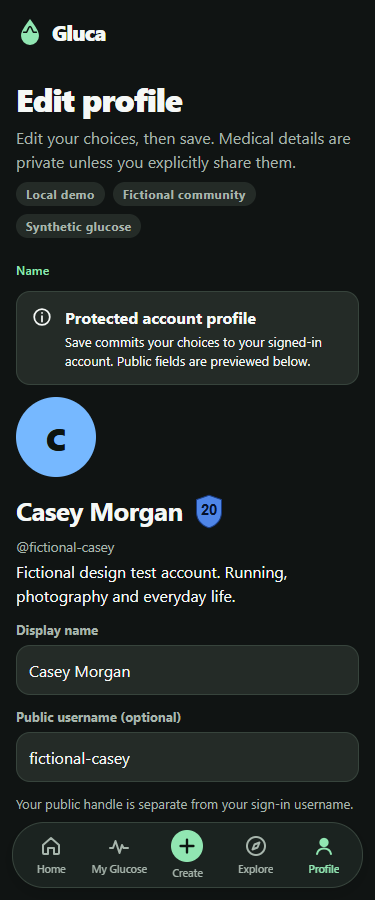 Gluca
Edit profile
Edit your choices, then save. Medical details are
private unless you explicitly share them.
Local demo
Fictional community
Synthetic glucose
Name
Protected account profile
Save commits your choices to your signed-in
account. Public fields are previewed below.
C
Casey Morgan
20
@fictional-casey
Fictional design test account. Running,
photography and everyday life.
Display name
Casey Morgan
Public username (optional)
fictional-casey
Your public handle is separate from your sign-in username.
Home
My Glucose
Create
Explore
Profile